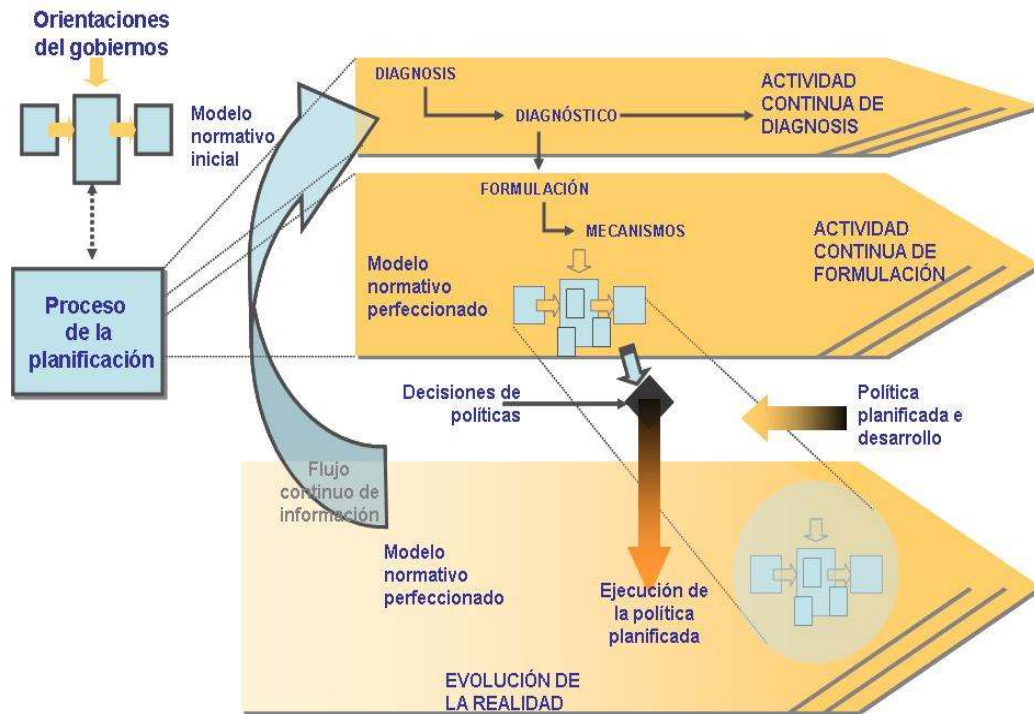 Orientaciones
del gobiernos
Modelo
normativo
inicial
Proceso
de la
planificación
DIAGNOSIS
DIAGNÓSTICO
ACTIVIDAD
CONTINUA DE
DIAGNOSIS
FORMULACIÓN
MECANISMOS
Modelo
normativo
perfeccionado
ACTIVIDAD
CONTINUA DE
FORMULACIÓN
Decisiones de
políticas
Política
planificada e
desarrollo
Flujo
continuo de
información
Modelo
normativo
perfeccionado
Ejecución de
la política
planificada
EVOLUCIÓN DE
LA REALIDAD